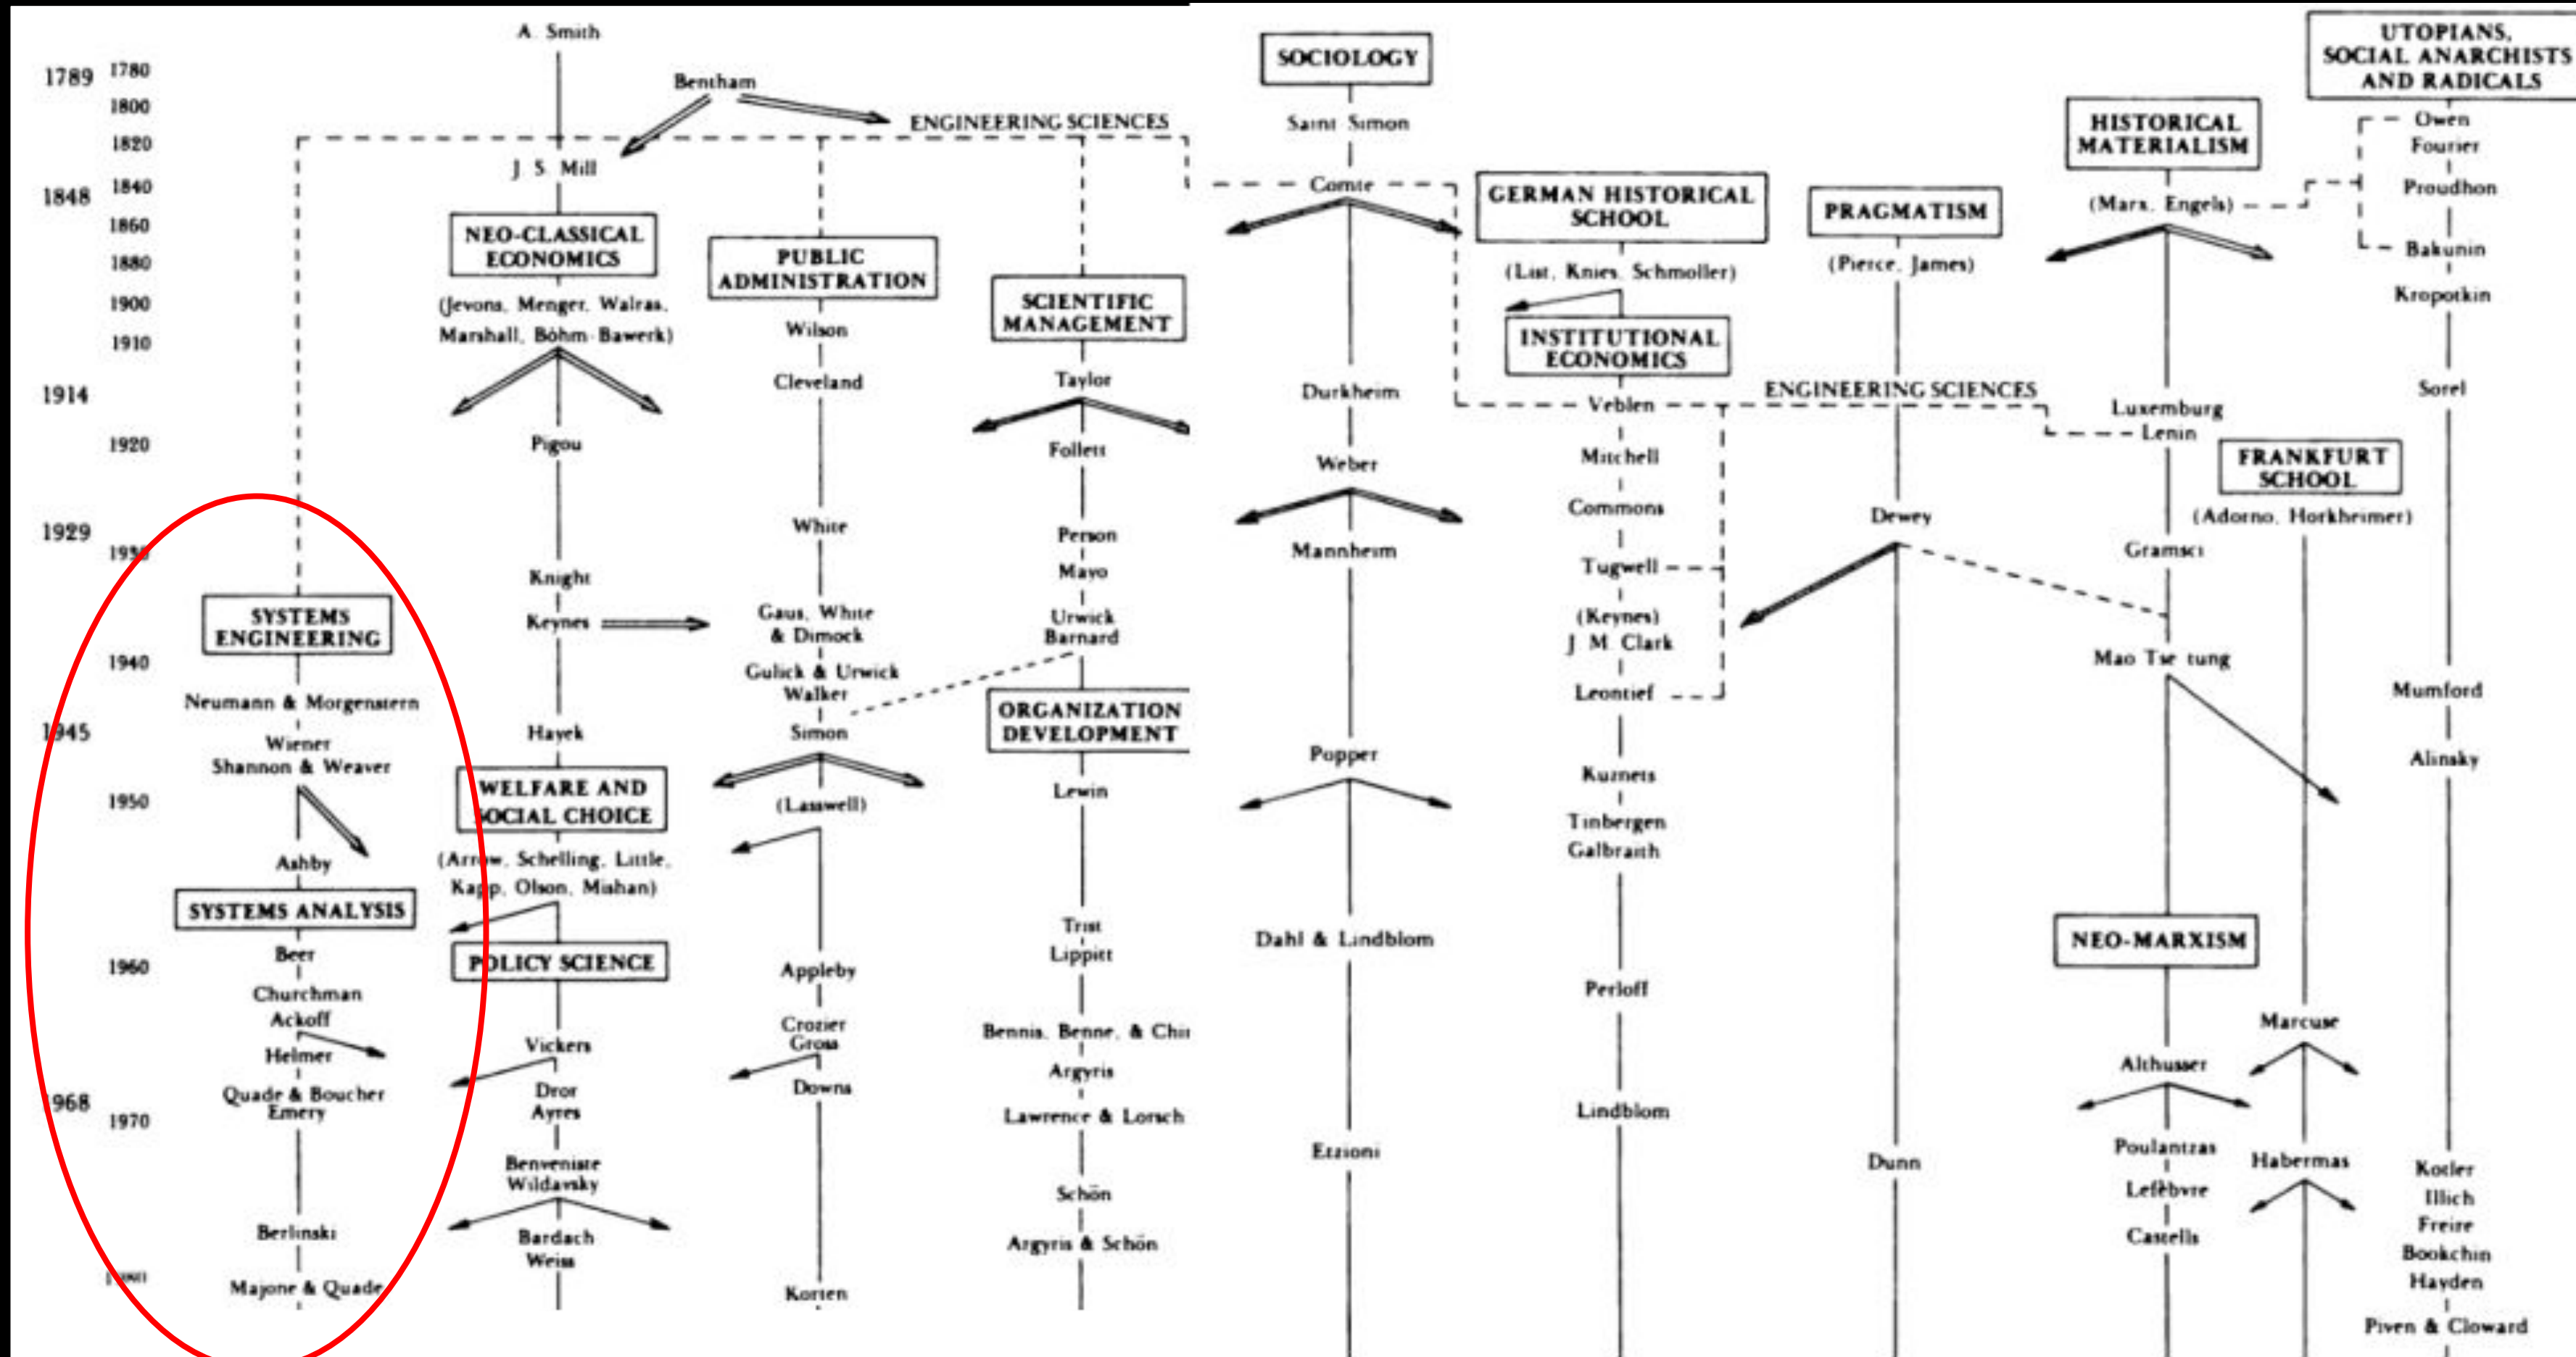 1789
1848
1914
1929
1945
1968
1780
1800
1820
1840
1860
1880
1900
1910
1920
1930
1940
1950
1960
1970
1980
A. Smith
Bentham
ENGINEERING SCIENCES
J. S. Mill
SYSTEMS
ENGINEERING
Neumann & Morgenstern
Wiener
Shannon & Weaver
Ashby
SYSTEMS ANALYSIS
Beer
Churchman
Ackoff
Helmer
Quade & Boucher
Emery
Berlinski
Majone & Quade
NEO-CLASSICAL
ECONOMICS
(Jevons, Menger, Walras,
Marshall, Böhm-Bawerk)
Pigou
Knight
Keynes
Hayek
WELFARE AND
SOCIAL CHOICE
(Arrow, Schelling, Little,
Kapp, Olson, Mishan)
POLICY SCIENCE
Vickers
Dror
Ayres
Benveniste
Wildavsky
Bardach
Weiss
PUBLIC
ADMINISTRATION
Wilson
Cleveland
White
Gaus, White
& Dimock
Gulick & Urwick
Walker
Simon
(Lasswell)
Appleby
Crozier
Gross
Downs
Korten
SCIENTIFIC
MANAGEMENT
Taylor
Follett
Person
Mayo
Urwick
Barnard
ORGANIZATION
DEVELOPMENT
Lewin
Trist
Lippitt
Bennis, Benne, & Chin
Argyris
Lawrence & Lorsch
Schön
Argyris & Schön
SOCIOLOGY
Saint Simon
Comte
Durkheim
Weber
Mannheim
Popper
Dahl & Lindblom
Etzioni
GERMAN HISTORICAL
SCHOOL
(List, Knies, Schmoller)
INSTITUTIONAL
ECONOMICS
Veblen
Mitchell
Commons
Tugwell
(Keynes)
J. M. Clark
Leontief
Kuznets
Tinbergen
Galbraith
Perloff
Lindblom
PRAGMATISM
(Pierce, James)
ENGINEERING SCIENCES
Dewey
Dunn
HISTORICAL
MATERIALISM
(Marx, Engels)
Luxemburg
Lenin
Gramsci
Mao Tse tung
NEO-MARXISM
Althusser
Poulantzas
Lefèbvre
Castells
FRANKFURT
SCHOOL
(Adorno, Horkheimer)
Marcuse
Habermas
UTOPIANS,
SOCIAL ANARCHISTS
AND RADICALS
Owen
Fourier
Proudhon
Bakunin
Kropotkin
Sorel
Mumford
Alinsky
Kotler
Illich
Freire
Bookchin
Hayden
Piven & Cloward